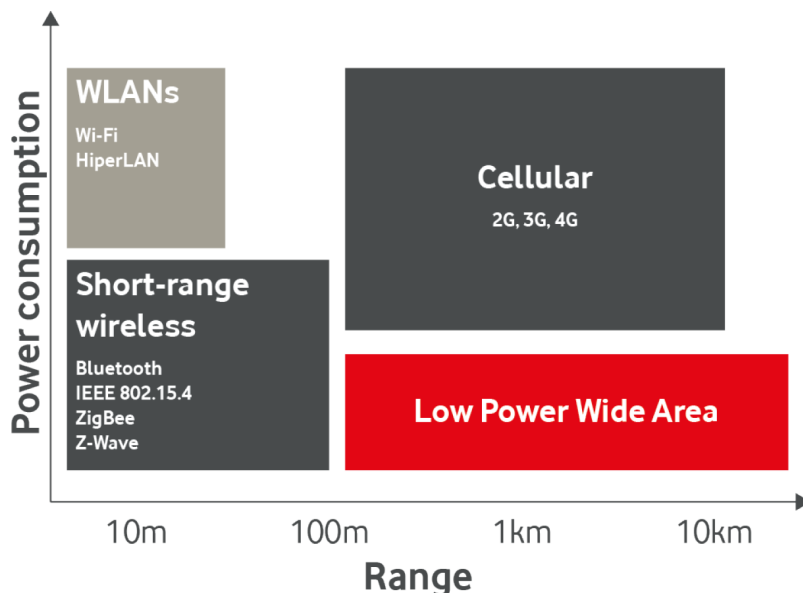 Power consumption
WLANs
Wi-Fi
HiperLAN
Cellular
2G, 3G, 4G
Short-range
wireless
Bluetooth
IEEE 802.15.4
ZigBee
Z-Wave
Low Power Wide Area
10m 100m 1km 10km
Range